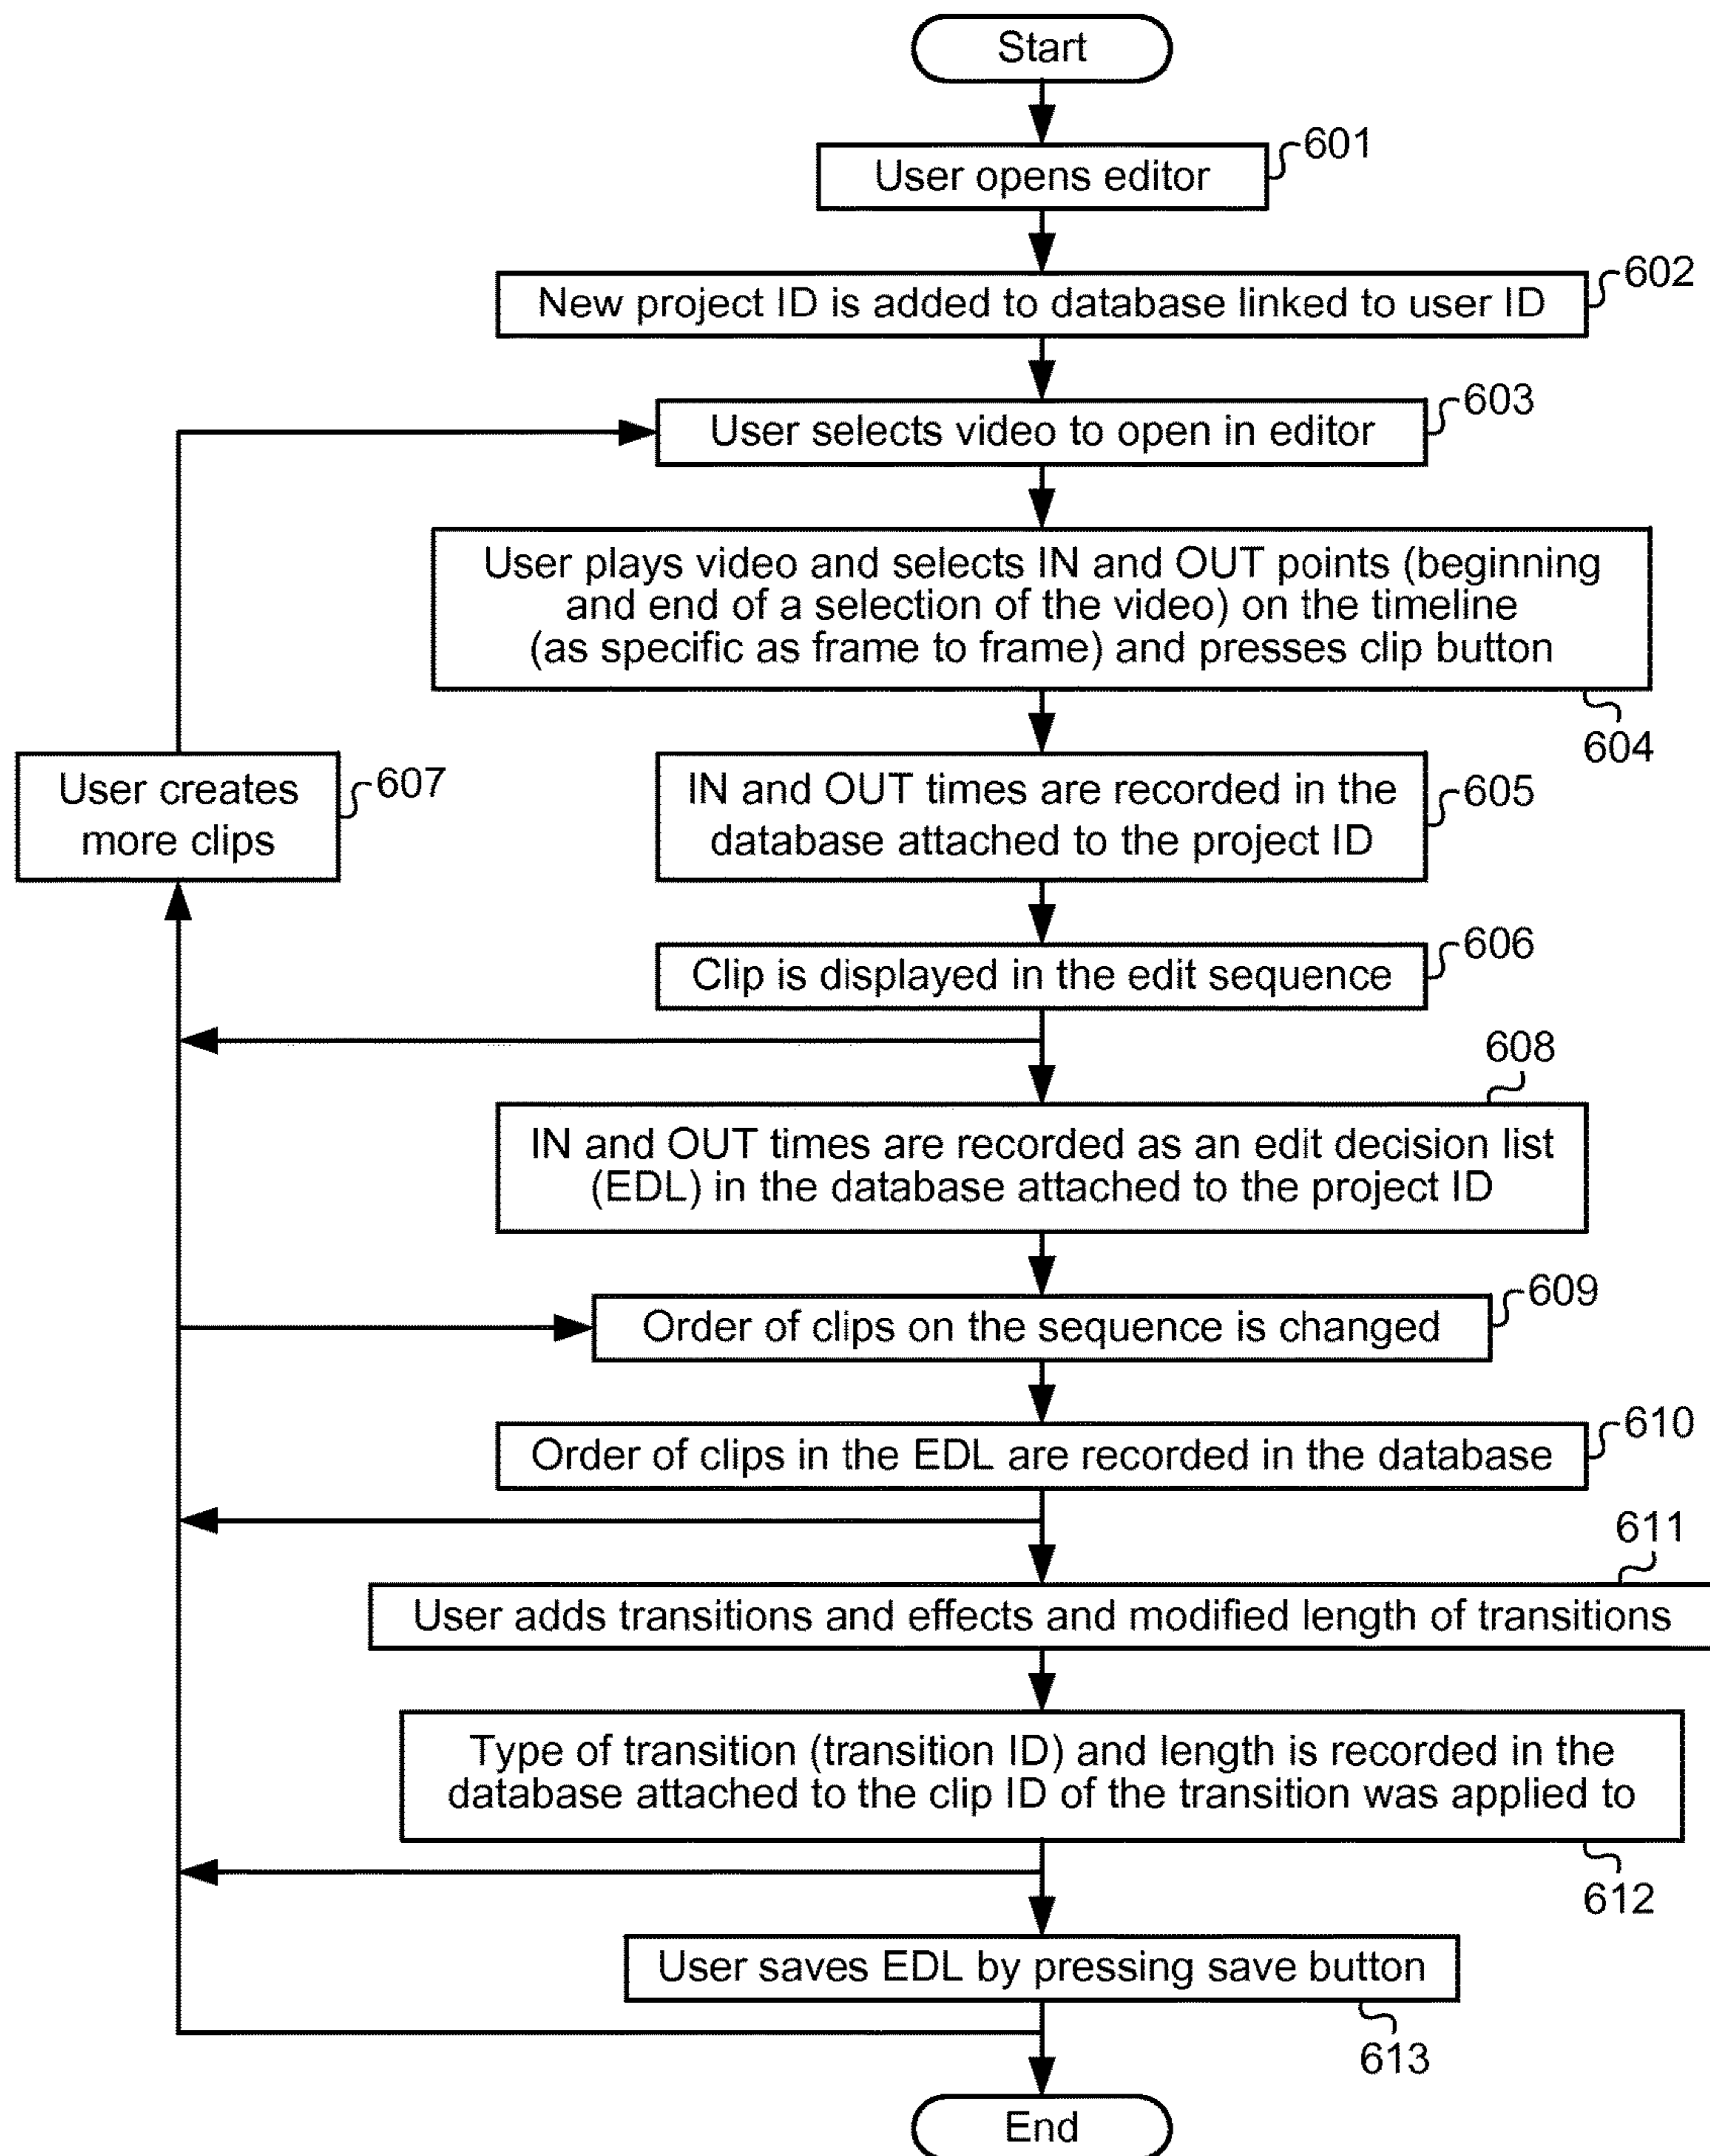 Start
601
User opens editor
602
New project ID is added to database linked to user ID
603
User selects video to open in editor
User plays video and selects IN and OUT points (beginning
and end of a selection of the video) on the timeline
(as specific as frame to frame) and presses clip button
604
User creates
more clips
607
IN and OUT times are recorded in the
database attached to the project ID
605
606
Clip is displayed in the edit sequence
608
IN and OUT times are recorded as an edit decision list
(EDL) in the database attached to the project ID
609
Order of clips on the sequence is changed
610
Order of clips in the EDL are recorded in the database
611
User adds transitions and effects and modified length of transitions
Type of transition (transition ID) and length is recorded in the
database attached to the clip ID of the transition was applied to
612
User saves EDL by pressing save button
613
End